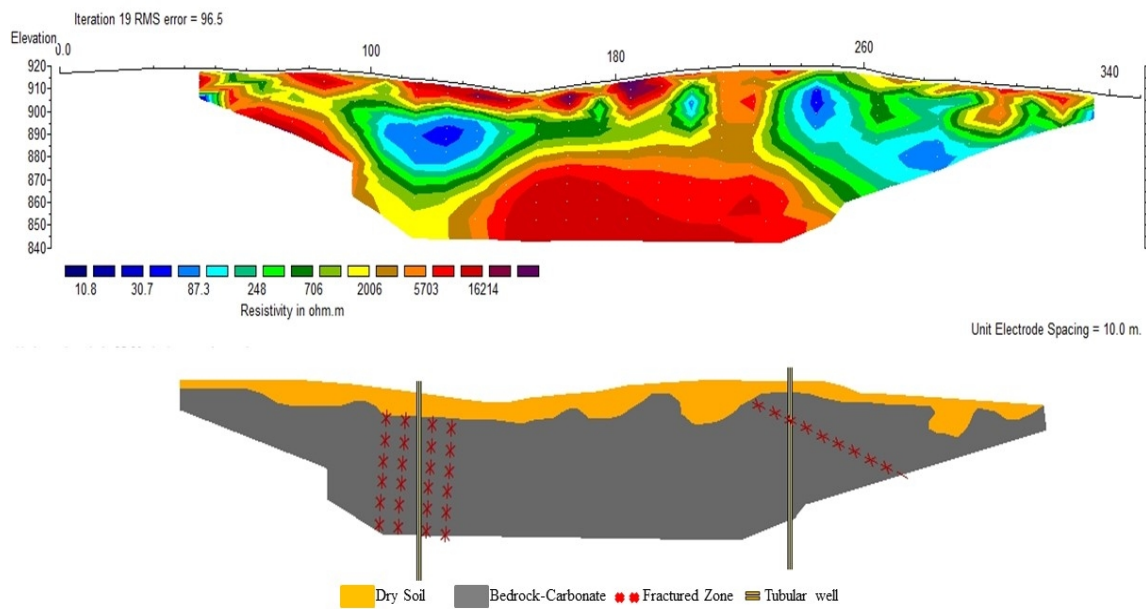 Iteration 19 RMS error = 96.5
Elevation
0.0
100
180
260
340
920
910
900
890
880
870
860
850
840
10.8 30.7 87.3 248 706 2006 5703 16214
Resistivity in ohm.m
Unit Electrode Spacing = 10.0 m.
Dry Soil Bedrock-Carbonate Fractured Zone Tubular well